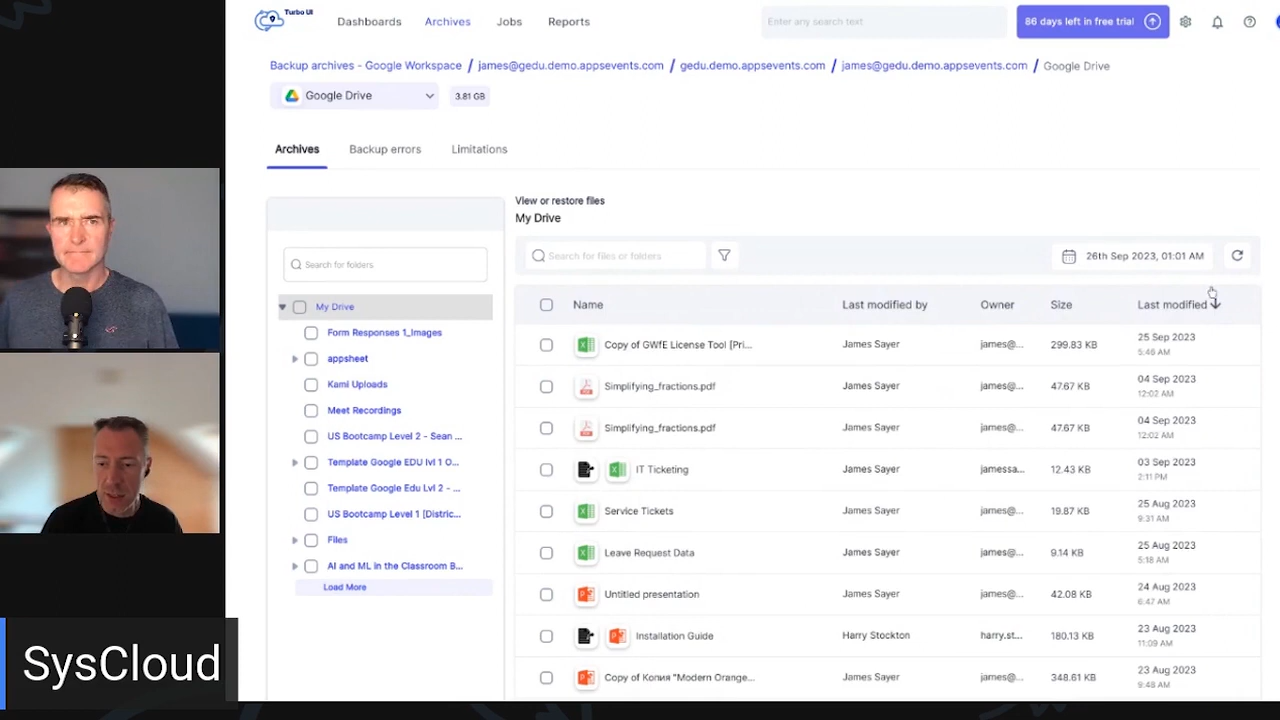 Turbo UI
Dashboards Archives Jobs Reports Enter any search text 86 days left in free trial
Backup archives - Google Workspace / james@gedu.demo.appsevents.com / gedu.demo.appsevents.com / james@gedu.demo.appsevents.com / Google Drive
Google Drive 3.81 GB
Archives Backup errors Limitations
View or restore files
My Drive
Search for folders
My Drive
Form Responses 1_Images
appsheet
Kami Uploads
Meet Recordings
US Bootcamp Level 2 - Sean ...
Template Google EDU lvl 1 O...
Template Google Edu Lvl 2 - ...
US Bootcamp Level 1 [Distric...
Files
AI and ML in the Classroom B...
Load More
Search for files or folders 26th Sep 2023, 01:01 AM
Name Last modified by Owner Size Last modified
Copy of GWfE License Tool [Pri... James Sayer james@... 299.83 KB 25 Sep 2023
5:46 AM
Simplifying_fractions.pdf James Sayer james@... 47.67 KB 04 Sep 2023
12:02 AM
Simplifying_fractions.pdf James Sayer james@... 47.67 KB 04 Sep 2023
12:02 AM
IT Ticketing James Sayer jamessa... 12.43 KB 03 Sep 2023
2:11 PM
Service Tickets James Sayer james@... 19.87 KB 25 Aug 2023
9:31 AM
Leave Request Data James Sayer james@... 9.14 KB 25 Aug 2023
5:18 AM
Untitled presentation James Sayer james@... 42.08 KB 24 Aug 2023
6:47 AM
Installation Guide Harry Stockton harry.st... 180.13 KB 23 Aug 2023
11:09 AM
Copy of Копия "Modern Orange... James Sayer james@... 348.61 KB 23 Aug 2023
9:48 AM
SysCloud